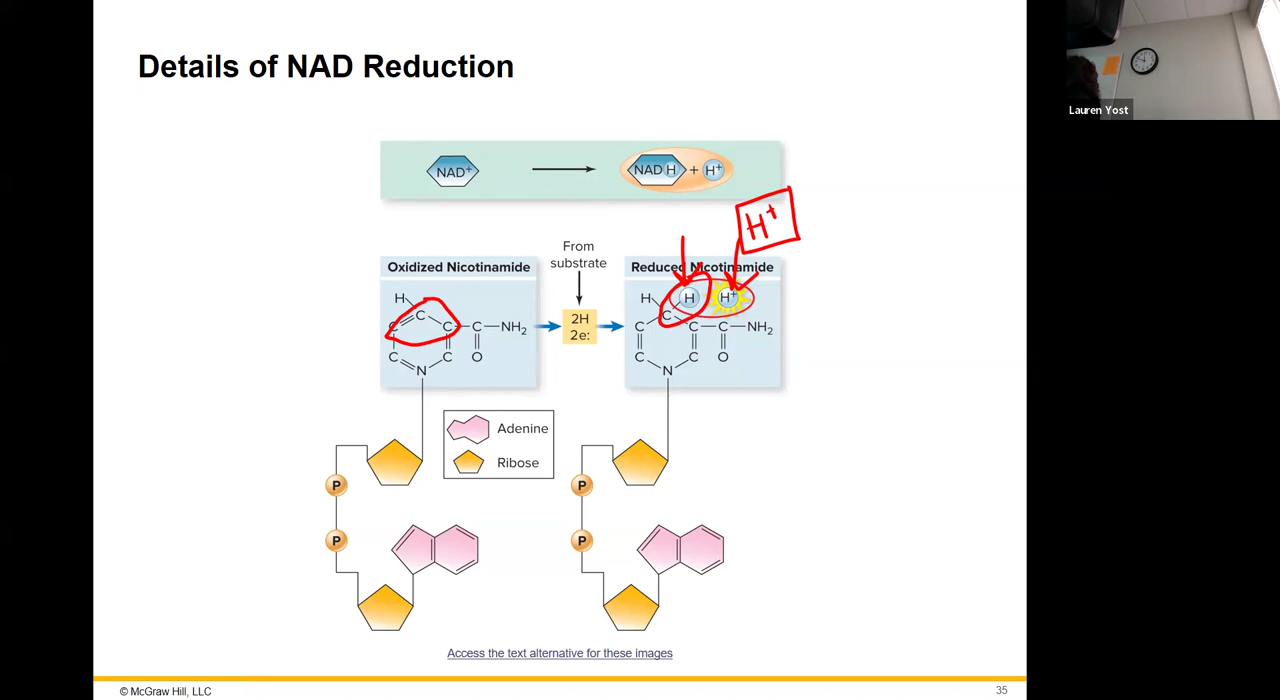 Details of NAD Reduction
Lauren Yost
NAD+
NAD H + H+
H+
From
substrate
Oxidized Nicotinamide
Reduced Nicotinamide
H
H
H
H+
C
C
C
C
C
C
NH2
C
C
NH2
2H
2e:
C
C
O
C
C
O
N
N
Adenine
Ribose
P
P
P
P
Access the text alternative for these images
© McGraw Hill, LLC
35